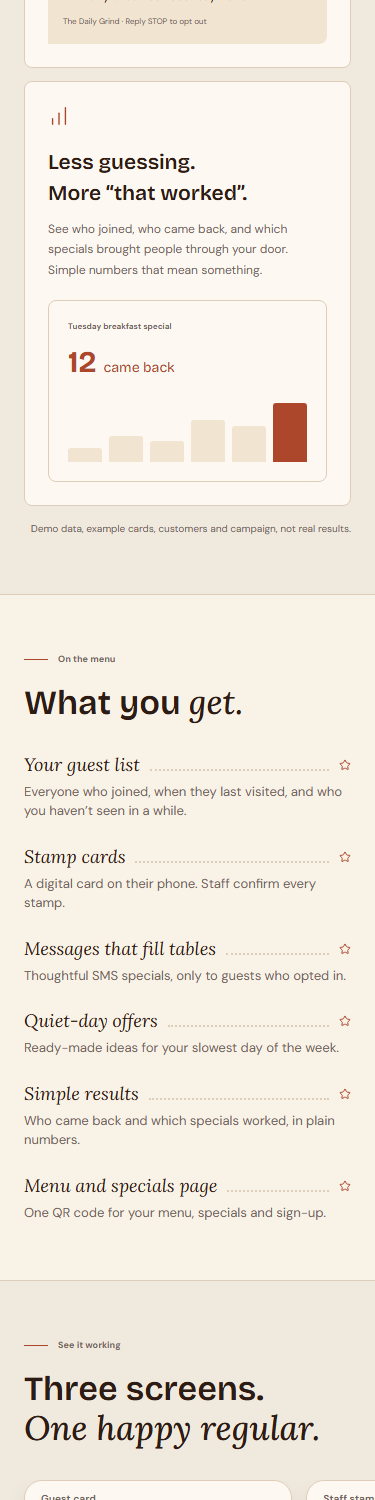 The Daily Grind · Reply STOP to opt out
Less guessing.
More “that worked”.
See who joined, who came back, and which
specials brought people through your door.
Simple numbers that mean something.
Tuesday breakfast special
12 came back
Demo data, example cards, customers and campaign, not real results.
On the menu
What you get.
Your guest list
Everyone who joined, when they last visited, and who
you haven’t seen in a while.
Stamp cards
A digital card on their phone. Staff confirm every
stamp.
Messages that fill tables
Thoughtful SMS specials, only to guests who opted in.
Quiet-day offers
Ready-made ideas for your slowest day of the week.
Simple results
Who came back and which specials worked, in plain
numbers.
Menu and specials page
One QR code for your menu, specials and sign-up.
See it working
Three screens.
One happy regular.
Guest card
Staff stam